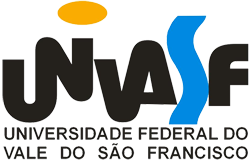 UNIVASF
UNIVERSIDADE FEDERAL DO
VALE DO SÃO FRANCISCO